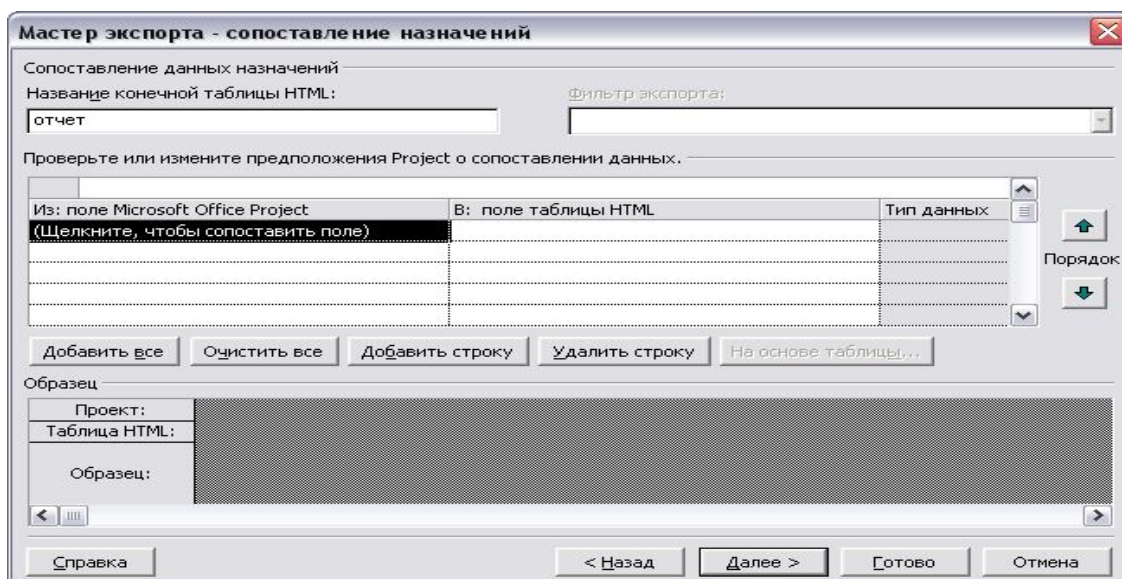 Мастер экспорта - сопоставление назначений
Сопоставление данных назначений
Название конечной таблицы HTML:
Фильтр экспорта:
отчет
Проверьте или измените предположения Project о сопоставлении данных.
Из: поле Microsoft Office Project
В: поле таблицы HTML
Тип данных
(Щелкните, чтобы сопоставить поле)
Порядок
Добавить все
Очистить все
Добавить строку
Удалить строку
На основе таблицы...
Образец
Проект:
Таблица HTML:
Образец:
Справка
< Назад
Далее >
Готово
Отмена